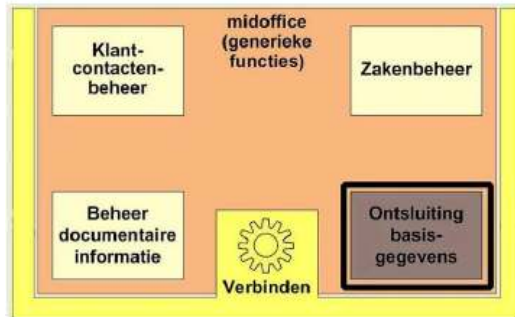 midoffice
(generieke
functies)
Klant-
contacten-
beheer
Zakenbeheer
Beheer
documentaire
informatie
Verbinden
Ontsluiting
basis-
gegevens